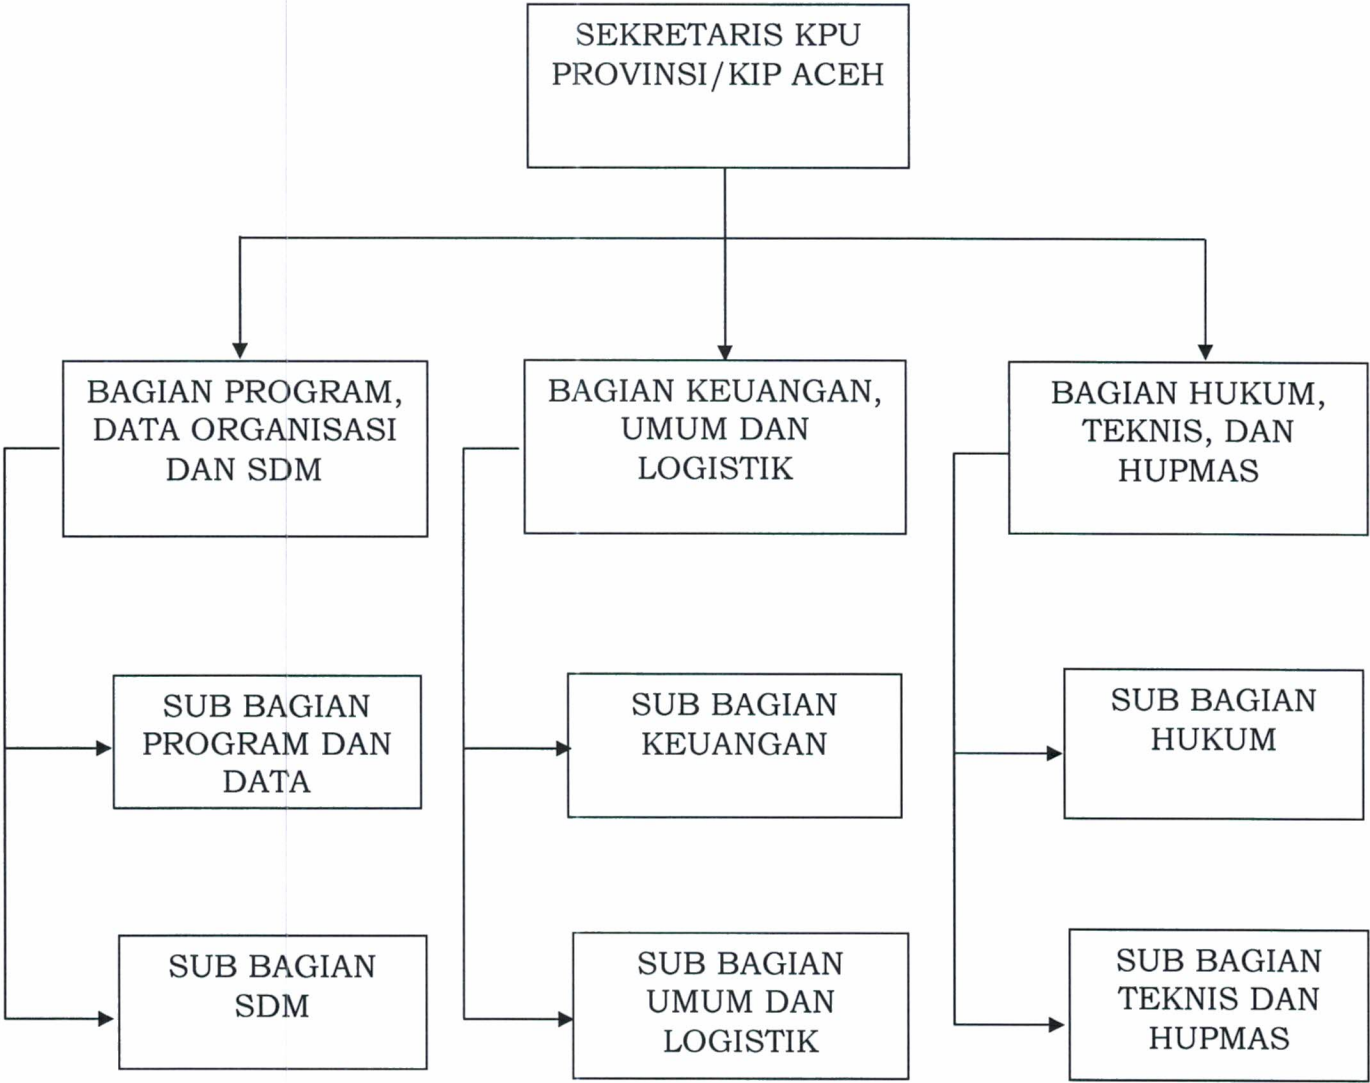 SEKRETARIS KPU
PROVINSI/KIP ACEH
BAGIAN PROGRAM,
DATA ORGANISASI
DAN SDM
BAGIAN KEUANGAN,
UMUM DAN
LOGISTIK
BAGIAN HUKUM,
TEKNIS, DAN
HUPMAS
SUB BAGIAN
PROGRAM DAN
DATA
SUB BAGIAN
KEUANGAN
SUB BAGIAN
HUKUM
SUB BAGIAN
SDM
SUB BAGIAN
UMUM DAN
LOGISTIK
SUB BAGIAN
TEKNIS DAN
HUPMAS